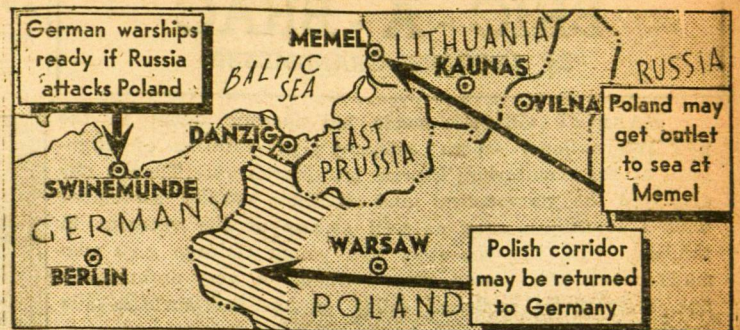 German warships
ready if Russia
attacks Poland
MEMEL
LITHUANIA
KAUNAS
RUSSIA
BALTIC
SEA
VILNA
Poland may
get outlet
to sea at
Memel
DANZIG
EAST
PRUSSIA
SWINEMÜNDE
GERMANY
WARSAW
BERLIN
Polish corridor
may be returned
to Germany
POLAND